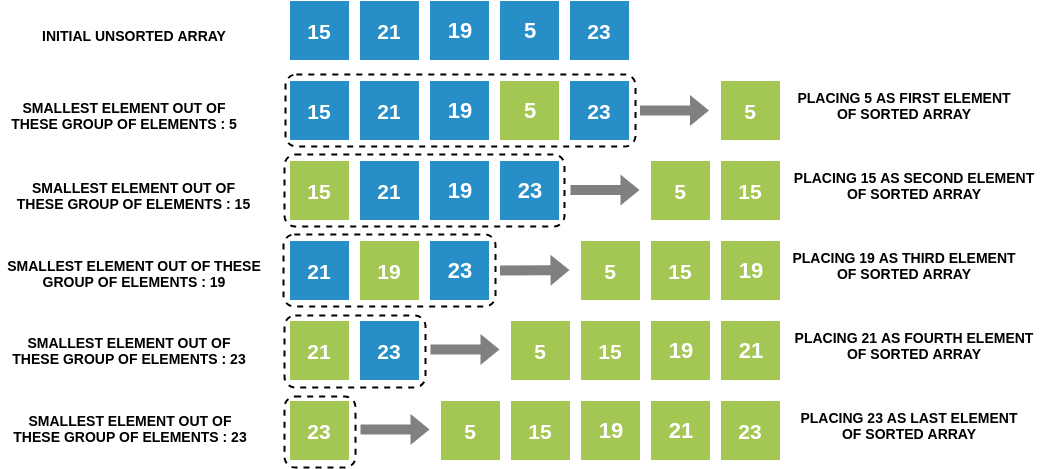 INITIAL UNSORTED ARRAY
15 21 19 5 23
SMALLEST ELEMENT OUT OF
THESE GROUP OF ELEMENTS : 5
15 21 19 5 23
5
PLACING 5 AS FIRST ELEMENT
OF SORTED ARRAY
SMALLEST ELEMENT OUT OF
THESE GROUP OF ELEMENTS : 15
15 21 19 23
5 15
PLACING 15 AS SECOND ELEMENT
OF SORTED ARRAY
SMALLEST ELEMENT OUT OF THESE
GROUP OF ELEMENTS : 19
21 19 23
5 15 19
PLACING 19 AS THIRD ELEMENT
OF SORTED ARRAY
SMALLEST ELEMENT OUT OF
THESE GROUP OF ELEMENTS : 23
21 23
5 15 19 21
PLACING 21 AS FOURTH ELEMENT
OF SORTED ARRAY
SMALLEST ELEMENT OUT OF
THESE GROUP OF ELEMENTS : 23
23
5 15 19 21 23
PLACING 23 AS LAST ELEMENT
OF SORTED ARRAY